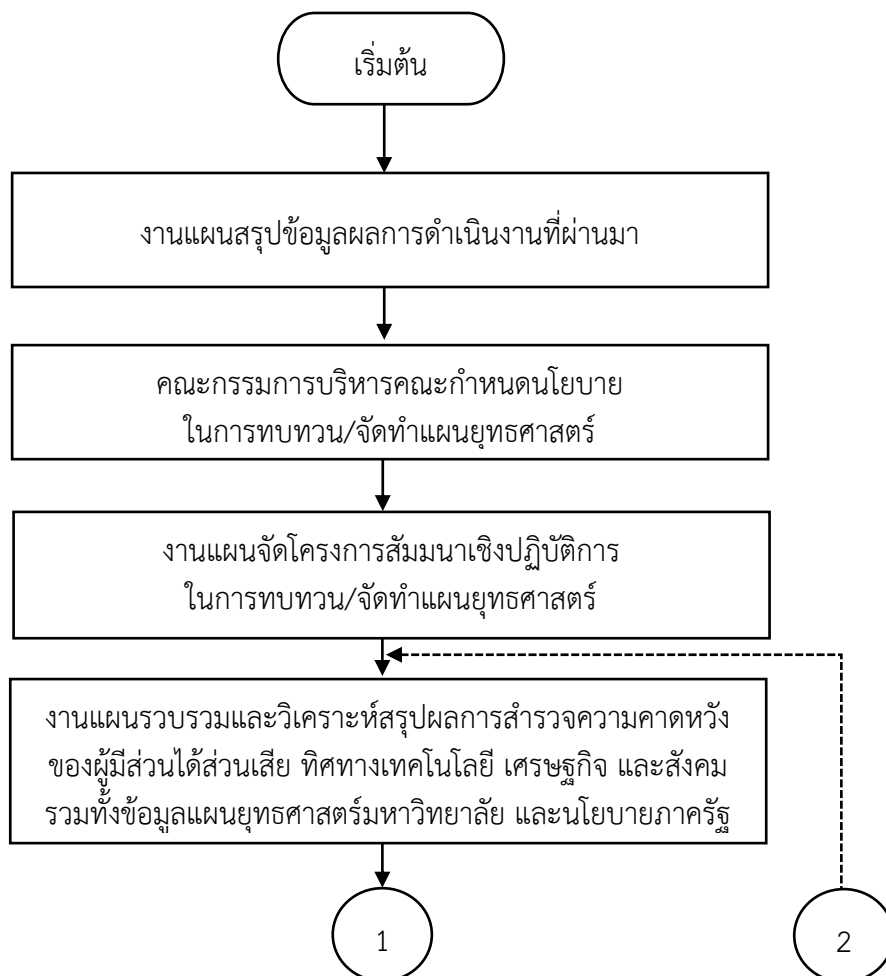 เริ่มต้น
งานแผนสรุปข้อมูลผลการดำเนินงานที่ผ่านมา
คณะกรรมการบริหารคณะกำหนดนโยบาย
ในการทบทวน/จัดทำแผนยุทธศาสตร์
งานแผนจัดโครงการสัมมนาเชิงปฏิบัติการ
ในการทบทวน/จัดทำแผนยุทธศาสตร์
งานแผนรวบรวมและวิเคราะห์สรุปผลการสำรวจความคาดหวัง
ของผู้มีส่วนได้ส่วนเสีย ทิศทางเทคโนโลยี เศรษฐกิจ และสังคม
รวมทั้งข้อมูลแผนยุทธศาสตร์มหาวิทยาลัย และนโยบายภาครัฐ
1
2